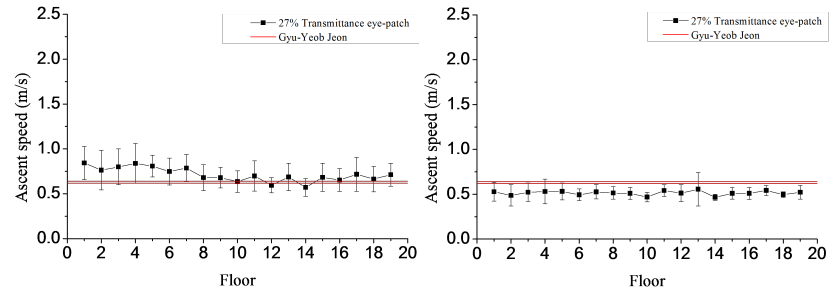 27% Transmittance eye-patch
Gyu-Yeob Jeon
2.5
2.0
1.5
1.0
0.5
0.0
Ascent speed (m/s)
0 2 4 6 8 10 12 14 16 18 20
Floor
27% Transmittance eye-patch
Gyu-Yeob Jeon
2.5
2.0
1.5
1.0
0.5
0.0
Ascent speed (m/s)
0 2 4 6 8 10 12 14 16 18 20
Floor